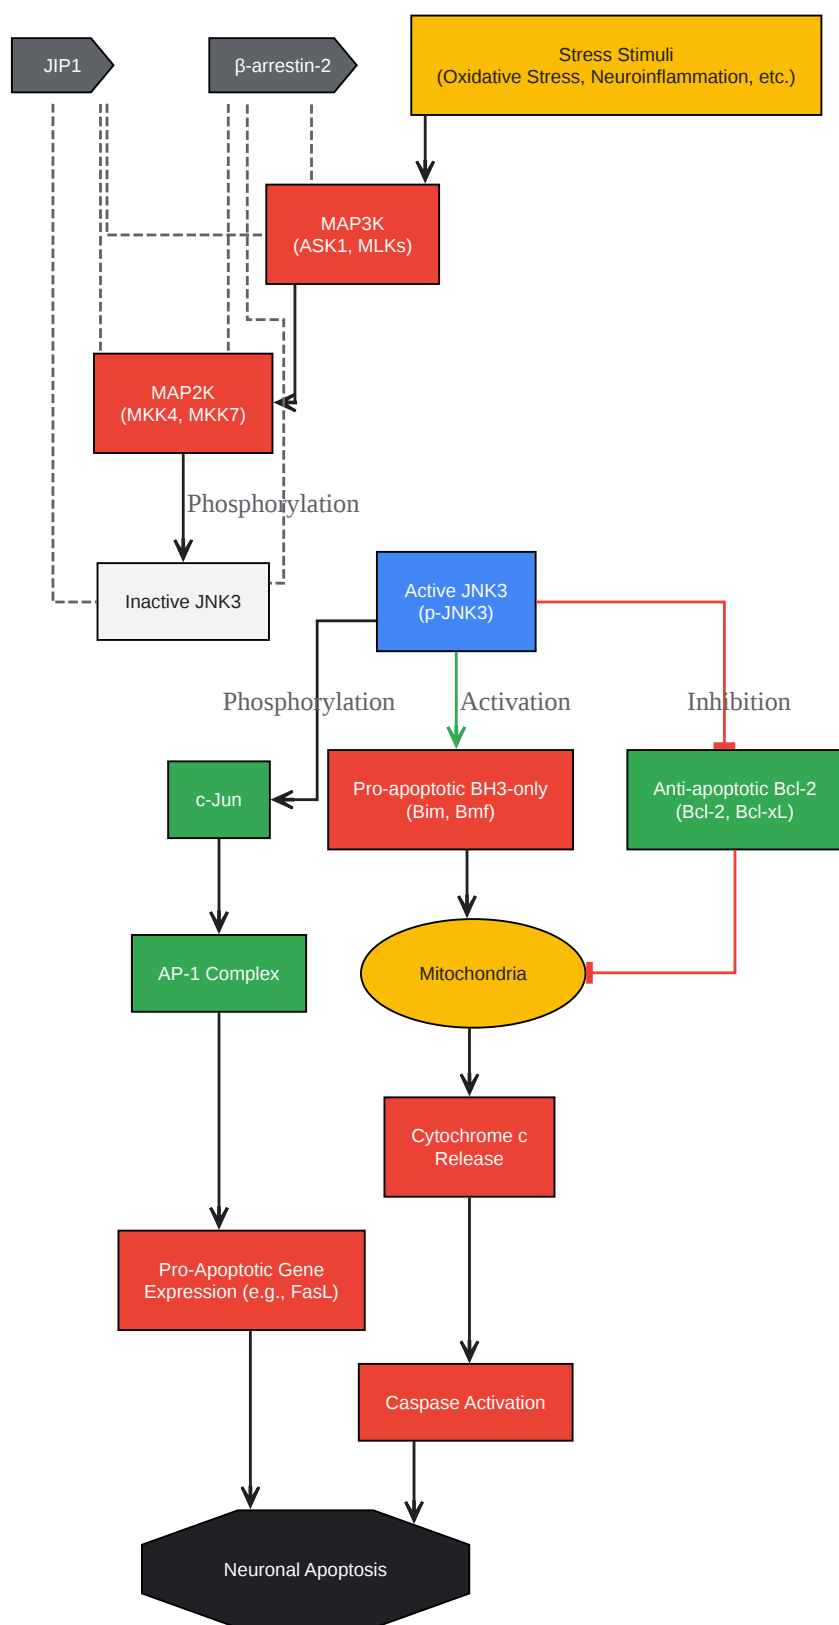 JIP1
β-arrestin-2
Stress Stimuli
(Oxidative Stress, Neuroinflammation, etc.)
MAP3K
(ASK1, MLKs)
MAP2K
(MKK4, MKK7)
Phosphorylation
Inactive JNK3
Active JNK3
(p-JNK3)
Phosphorylation
Activation
Inhibition
c-Jun
Pro-apoptotic BH3-only
(Bim, Bmf)
Anti-apoptotic Bcl-2
(Bcl-2, Bcl-xL)
AP-1 Complex
Mitochondria
Cytochrome c
Release
Pro-Apoptotic Gene
Expression (e.g., FasL)
Caspase Activation
Neuronal Apoptosis